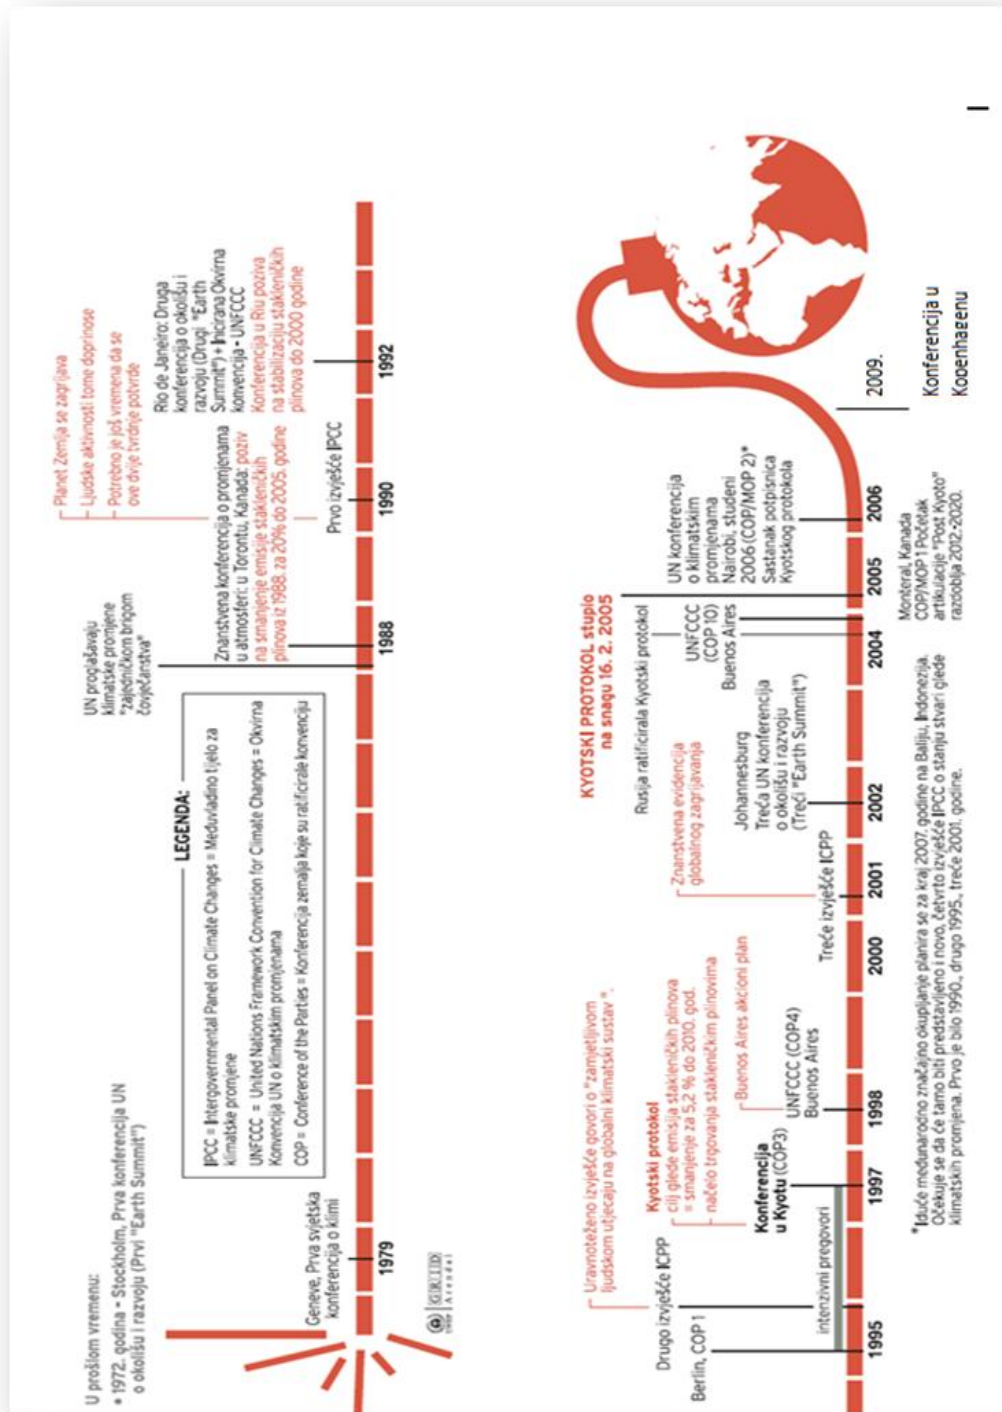 U prošlom vremenu:
* 1972. godina - Stockholm, Prva konferencija UN
o okolišu i razvoju (Prvi "Earth Summit")
Geneve, Prva svjetska
konferencija o klimi
1979
LEGENDA:
IPCC = Intergovernmental Panel on Climate Changes = Međuvladino tijelo za
klimatske promjene
UNFCCC = United Nations Framework Convention for Climate Changes = Okvirna
Konvencija UN o klimatskim promjenama
COP = Conference of the Parties = Konferencija zemalja koje su ratificirale konvenciju
UN proglašavaju
klimatske promjene
"zajedničkom brigom
čovječanstva"
Znanstvena konferencija o promjenama
u atmosferi: u Torontu, Kanada: poziv
na smanjenje emisije stakleničkih
plinova iz 1988. za 20% do 2005. godine
1988
Planet Zemlja se zagrijava
Ljudske aktivnosti tome doprinose
Potrebno je još vremena da se
ove dvije tvrdnje potvrde
Prvo izvješće IPCC
1990
Rio de Janeiro: Druga
konferencija o okolišu i
razvoju (Drugi "Earth
Summit") + Inicirana Okvirna
konvencija - UNFCCC
Konferencija u Riu poziva
na stabilizaciju stakleničkih
plinova do 2000 godine
1992
GRID
Arendal
UNEP
Berlin, COP 1
1995
Drugo izvješće ICPP
Uravnoteženo izvješće govori o "zamjetljivom
ljudskom utjecaju na globalni klimatski sustav ".
intenzivni pregovori
Kyotski protokol
cilj glede emisija stakleničkih plinova
= smanjenje za 5,2 % do 2010. god.
načelo trgovanja stakleničkim plinovima
Konferencija
u Kyotu (COP3)
1997
Buenos Aires akcioni plan
UNFCCC (COP4)
Buenos Aires
1998
2000
Znanstvena evidencija
globalnog zagrijavanja
Treće izvješće ICPP
2001
Johannesburg
Treća UN konferencija
o okolišu i razvoju
(Treći "Earth Summit")
2002
Rusija ratificirala Kyotski protokol
UNFCCC
(COP 10)
Buenos Aires
2004
KYOTSKI PROTOKOL stupio
na snagu 16. 2. 2005
2005
Monteral, Kanada
COP/MOP 1 Početak
artikulacije "Post Kyoto"
razdoblja 2012-2020.
UN konferencija
o klimatskim
promjenama
Nairobi, studeni
2006 (COP/MOP 2)*
Sastanak potpisnica
Kyotskog protokola
2006
2009.
Konferencija u
Kopenhagenu
*Iduće međunarodno značajno okupljanje planira se za kraj 2007. godine na Baliju, Indonezija.
Očekuje se da će tamo biti predstavljeno i novo, četvrto izvješće IPCC o stanju stvari glede
klimatskih promjena. Prvo je bilo 1990., drugo 1995., treće 2001. godine.